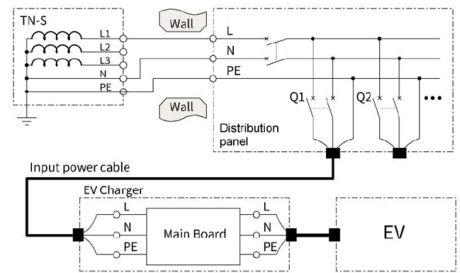 TN-S
Wall
L1
L
L2
L3
N
N
PE
PE
Wall
Q1
Q2
Distribution
panel
Input power cable
EV Charger
L
L
N
Main Board
N
EV
PE
PE